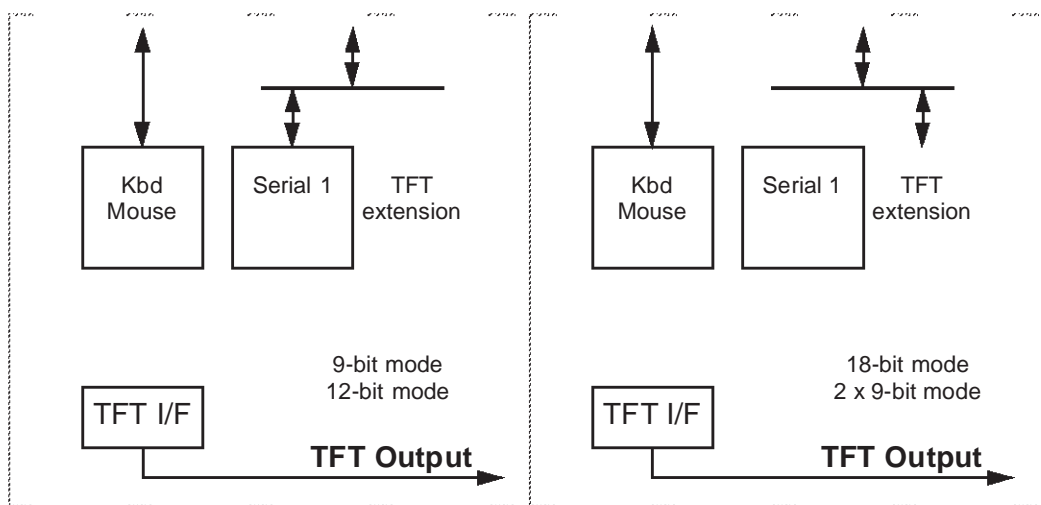 Kbd
Mouse
Serial 1
TFT
extension
9-bit mode
12-bit mode
TFT I/F
TFT Output
Kbd
Mouse
Serial 1
TFT
extension
18-bit mode
2 x 9-bit mode
TFT I/F
TFT Output